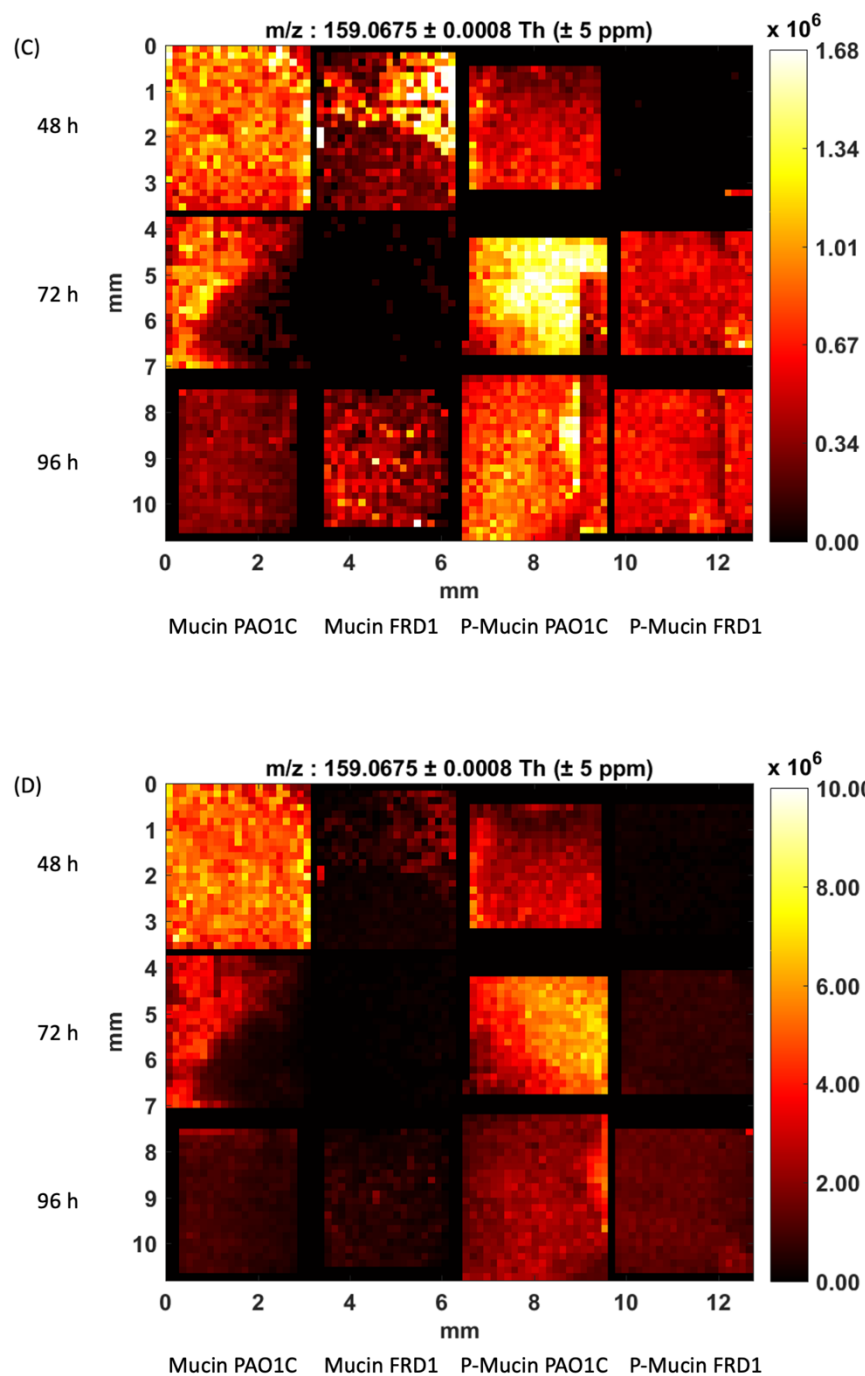 (C)
m/z : 159.0675 ± 0.0008 Th (± 5 ppm)
x 10^6
48 h
72 h
96 h
mm
0
1
2
3
4
5
6
7
8
9
10
0 2 4 6 8 10 12
mm
1.68
1.34
1.01
0.67
0.34
0.00
Mucin PAO1C Mucin FRD1 P-Mucin PAO1C P-Mucin FRD1
(D)
m/z : 159.0675 ± 0.0008 Th (± 5 ppm)
x 10^6
48 h
72 h
96 h
mm
0
1
2
3
4
5
6
7
8
9
10
0 2 4 6 8 10 12
mm
10.00
8.00
6.00
4.00
2.00
0.00
Mucin PAO1C Mucin FRD1 P-Mucin PAO1C P-Mucin FRD1